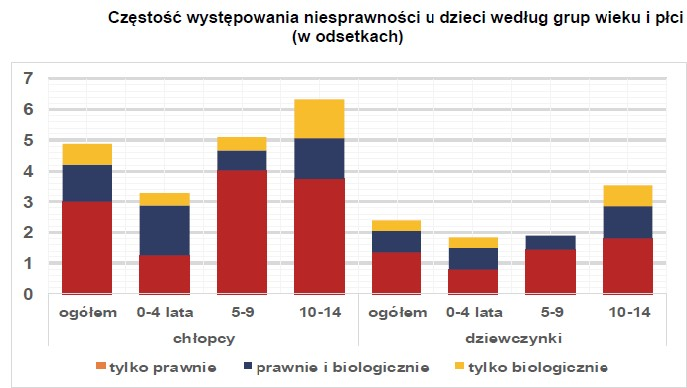 Częstość występowania niesprawności u dzieci według grup wieku i płci
(w odsetkach)
7
6
5
4
3
2
1
0
ogółem 0-4 lata 5-9 10-14 ogółem 0-4 lata 5-9 10-14
chłopcy dziewczynki
tylko prawnie prawnie i biologicznie tylko biologicznie